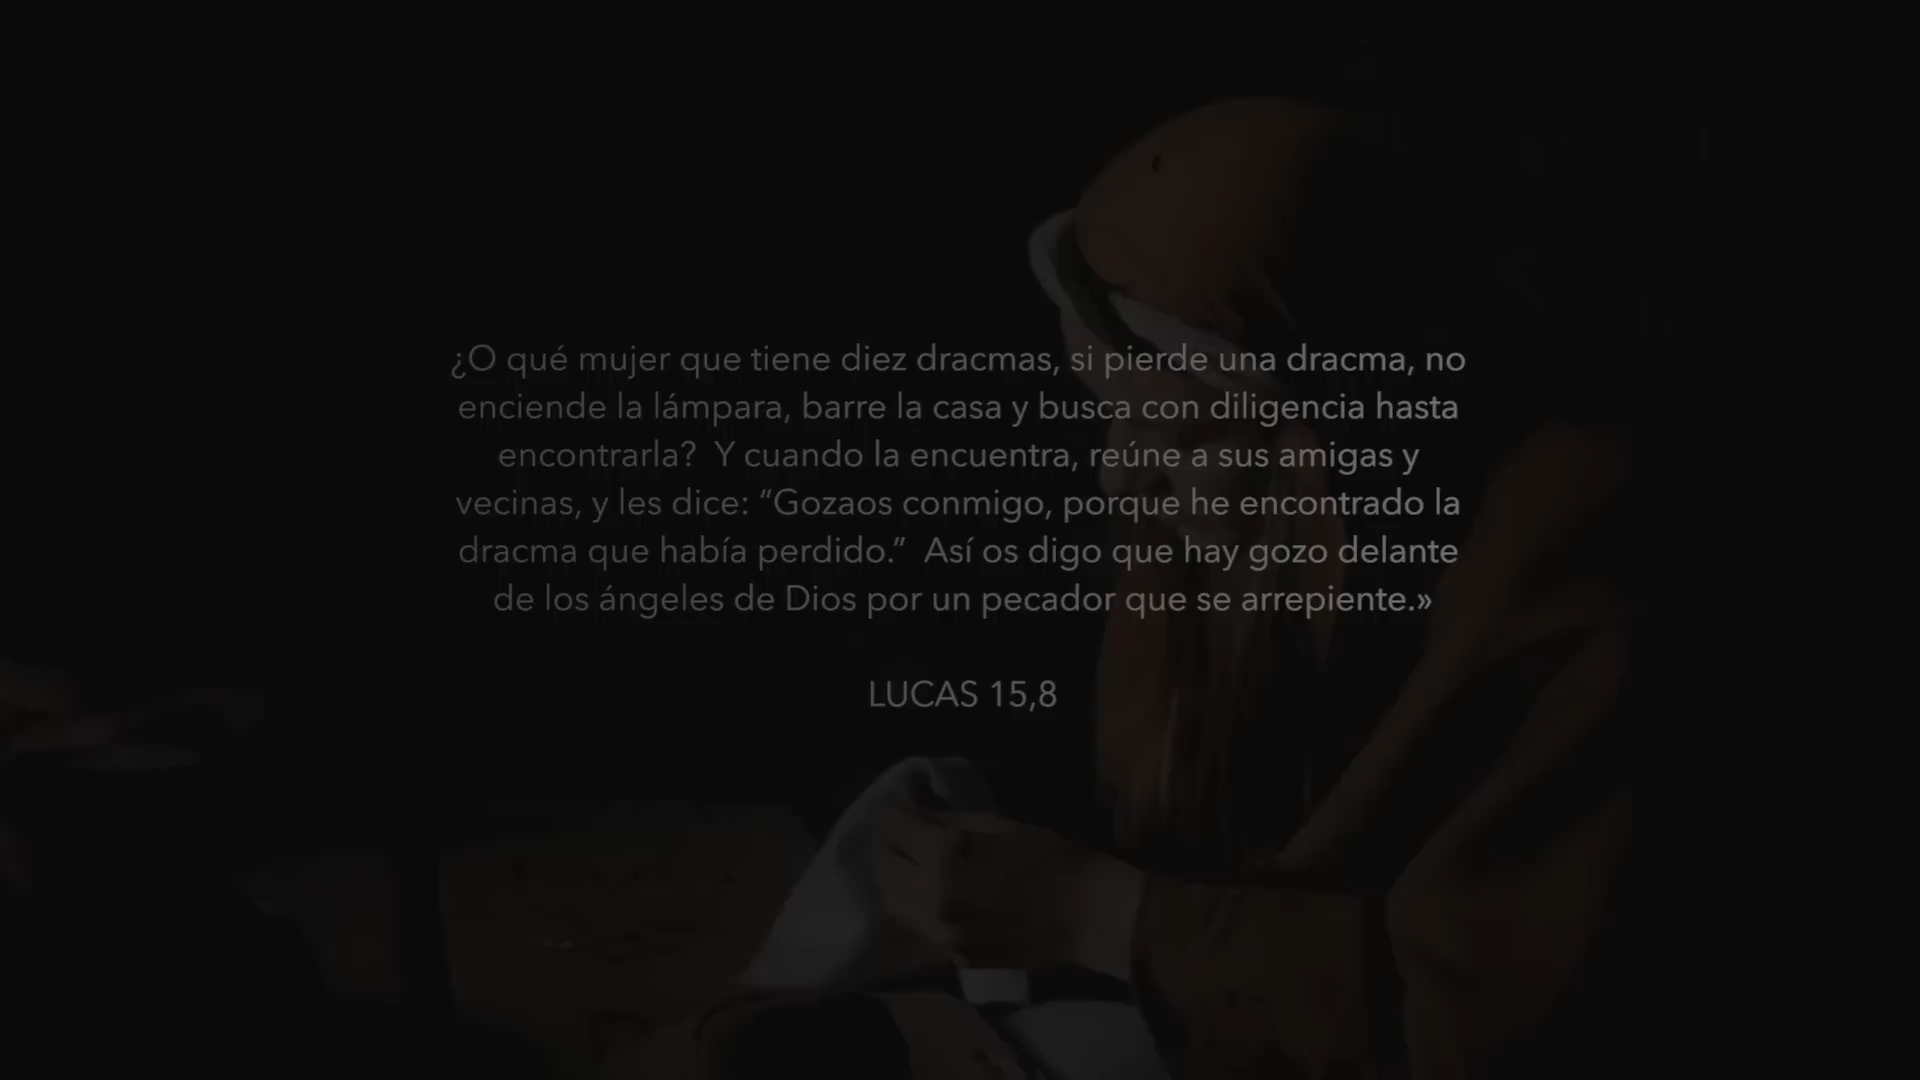 ¿O qué mujer que tiene diez dracmas, si pierde una dracma, no
enciende la lámpara, barre la casa y busca con diligencia hasta
encontrarla?  Y cuando la encuentra, reúne a sus amigas y
vecinas, y les dice: “Gozaos conmigo, porque he encontrado la
dracma que había perdido.”  Así os digo que hay gozo delante
de los ángeles de Dios por un pecador que se arrepiente.»
LUCAS 15,8